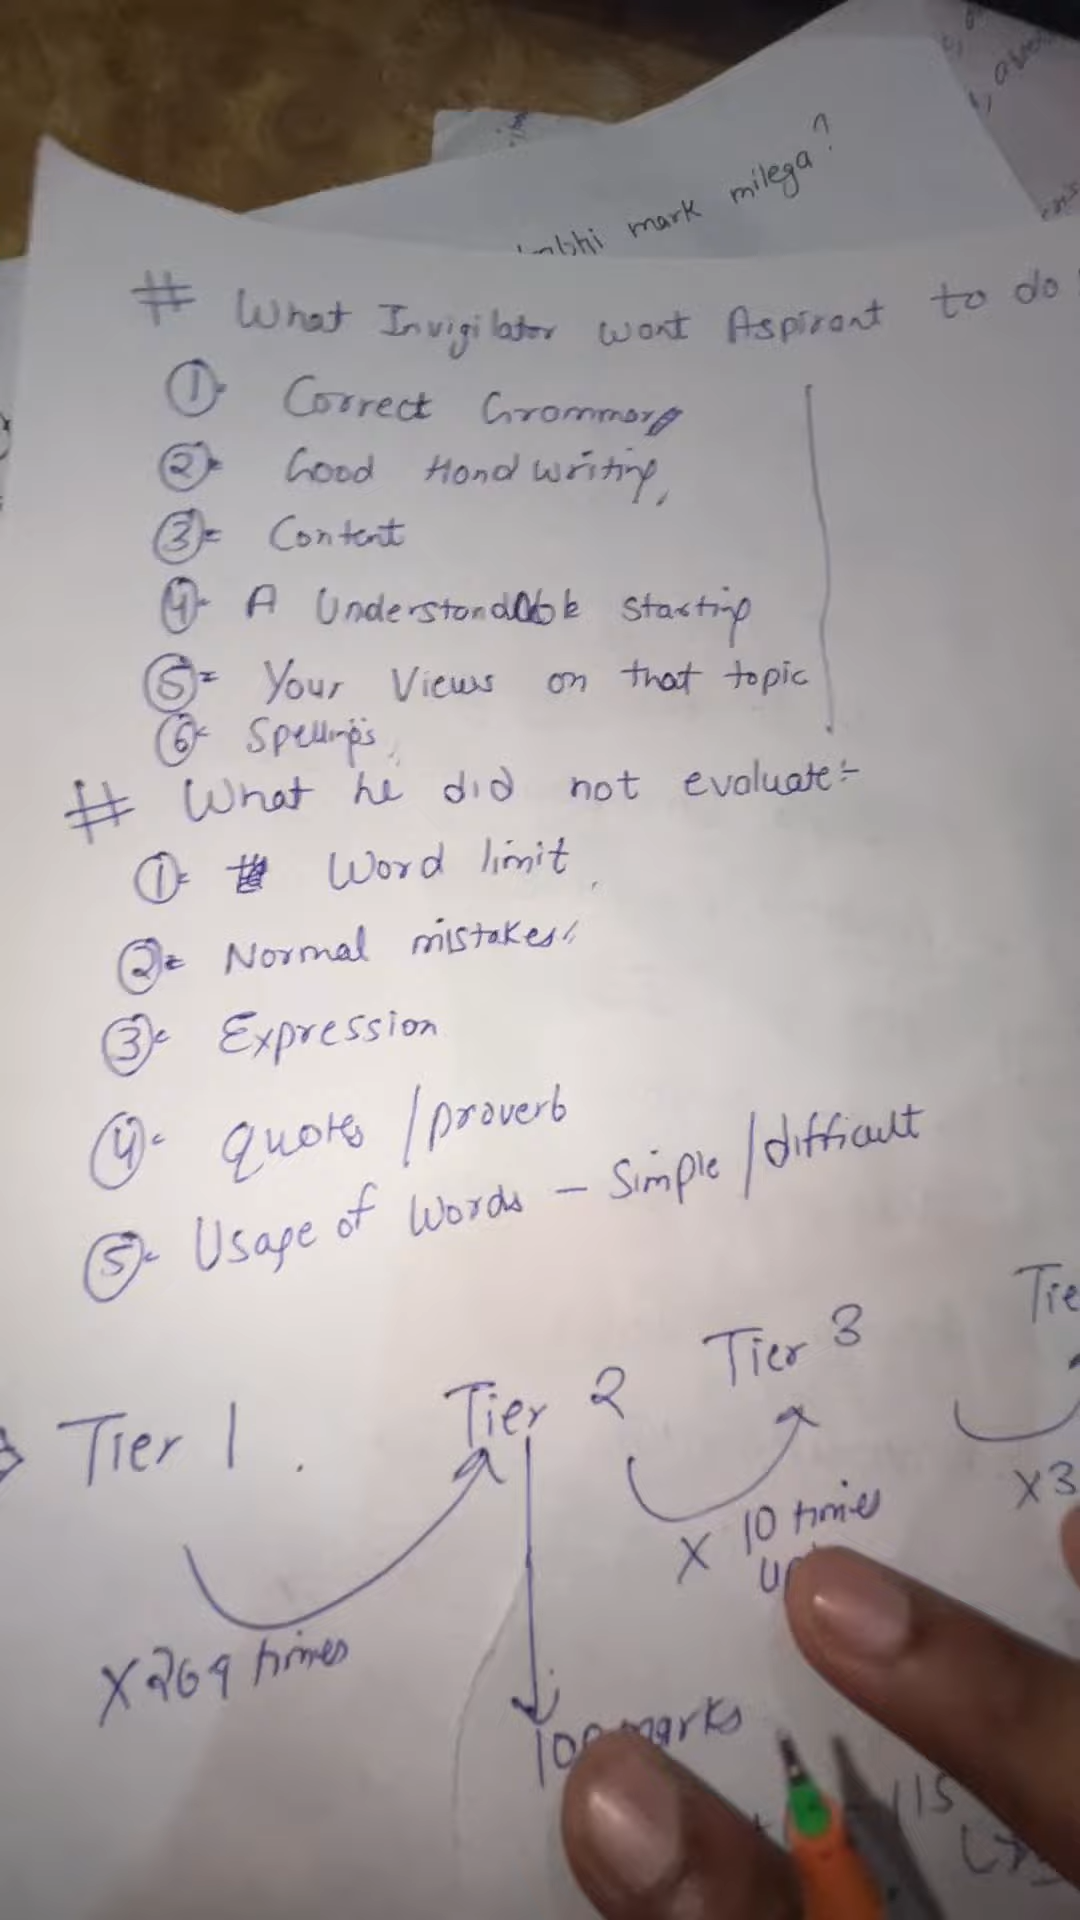 mark milega?
# What Invigilator want Aspirant to do
1 Correct Grammar
2 Good Handwriting
3 Content
4 A Understandable starting
5 Your Views on that topic
6 Spellings
# What he did not evaluate:-
1 Word limit
2 Normal mistakes
3 Expression
4 Quotes / proverb
5 Usage of Words - Simple / difficult
Tier 1 Tier 2 Tier 3 Tie
X 269 times X 10 times X3
marks
115